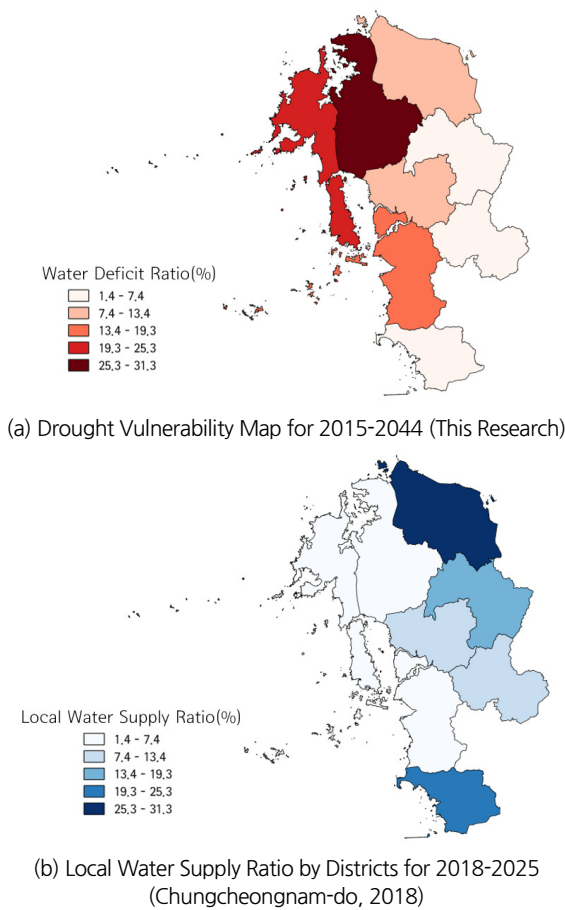 Water Deficit Ratio(%)
1,4 - 7,4
7,4 - 13,4
13,4 - 19,3
19,3 - 25,3
25,3 - 31,3
(a) Drought Vulnerability Map for 2015-2044 (This Research)
Local Water Supply Ratio(%)
1,4 - 7,4
7,4 - 13,4
13,4 - 19,3
19,3 - 25,3
25,3 - 31,3
(b) Local Water Supply Ratio by Districts for 2018-2025
(Chungcheongnam-do, 2018)